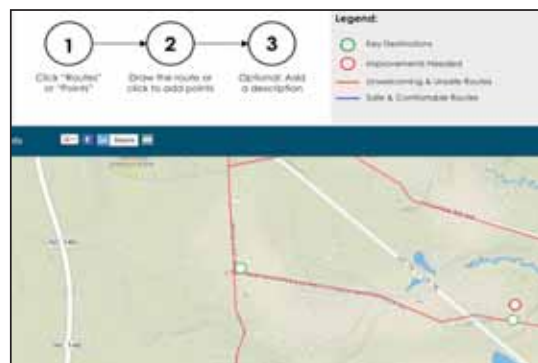 Legend:
1
2
3
Click "Routes"
or "Points"
Draw the route or
click to add points
Optional: Add
a description
Key Destinations
Improvements Needed
Unwelcoming & Unsafe Routes
Safe & Comfortable Routes
Share